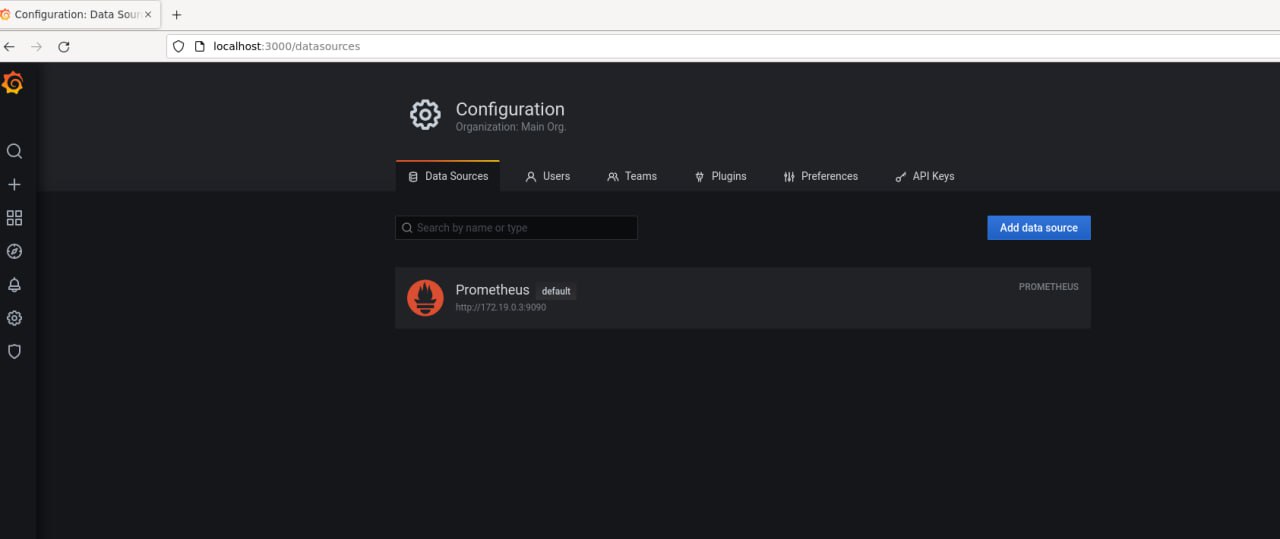 Configuration: Data Sour
localhost:3000/datasources
Configuration
Organization: Main Org.
Data Sources Users Teams Plugins Preferences API Keys
Search by name or type Add data source
Prometheus default PROMETHEUS
http://172.19.0.3:9090